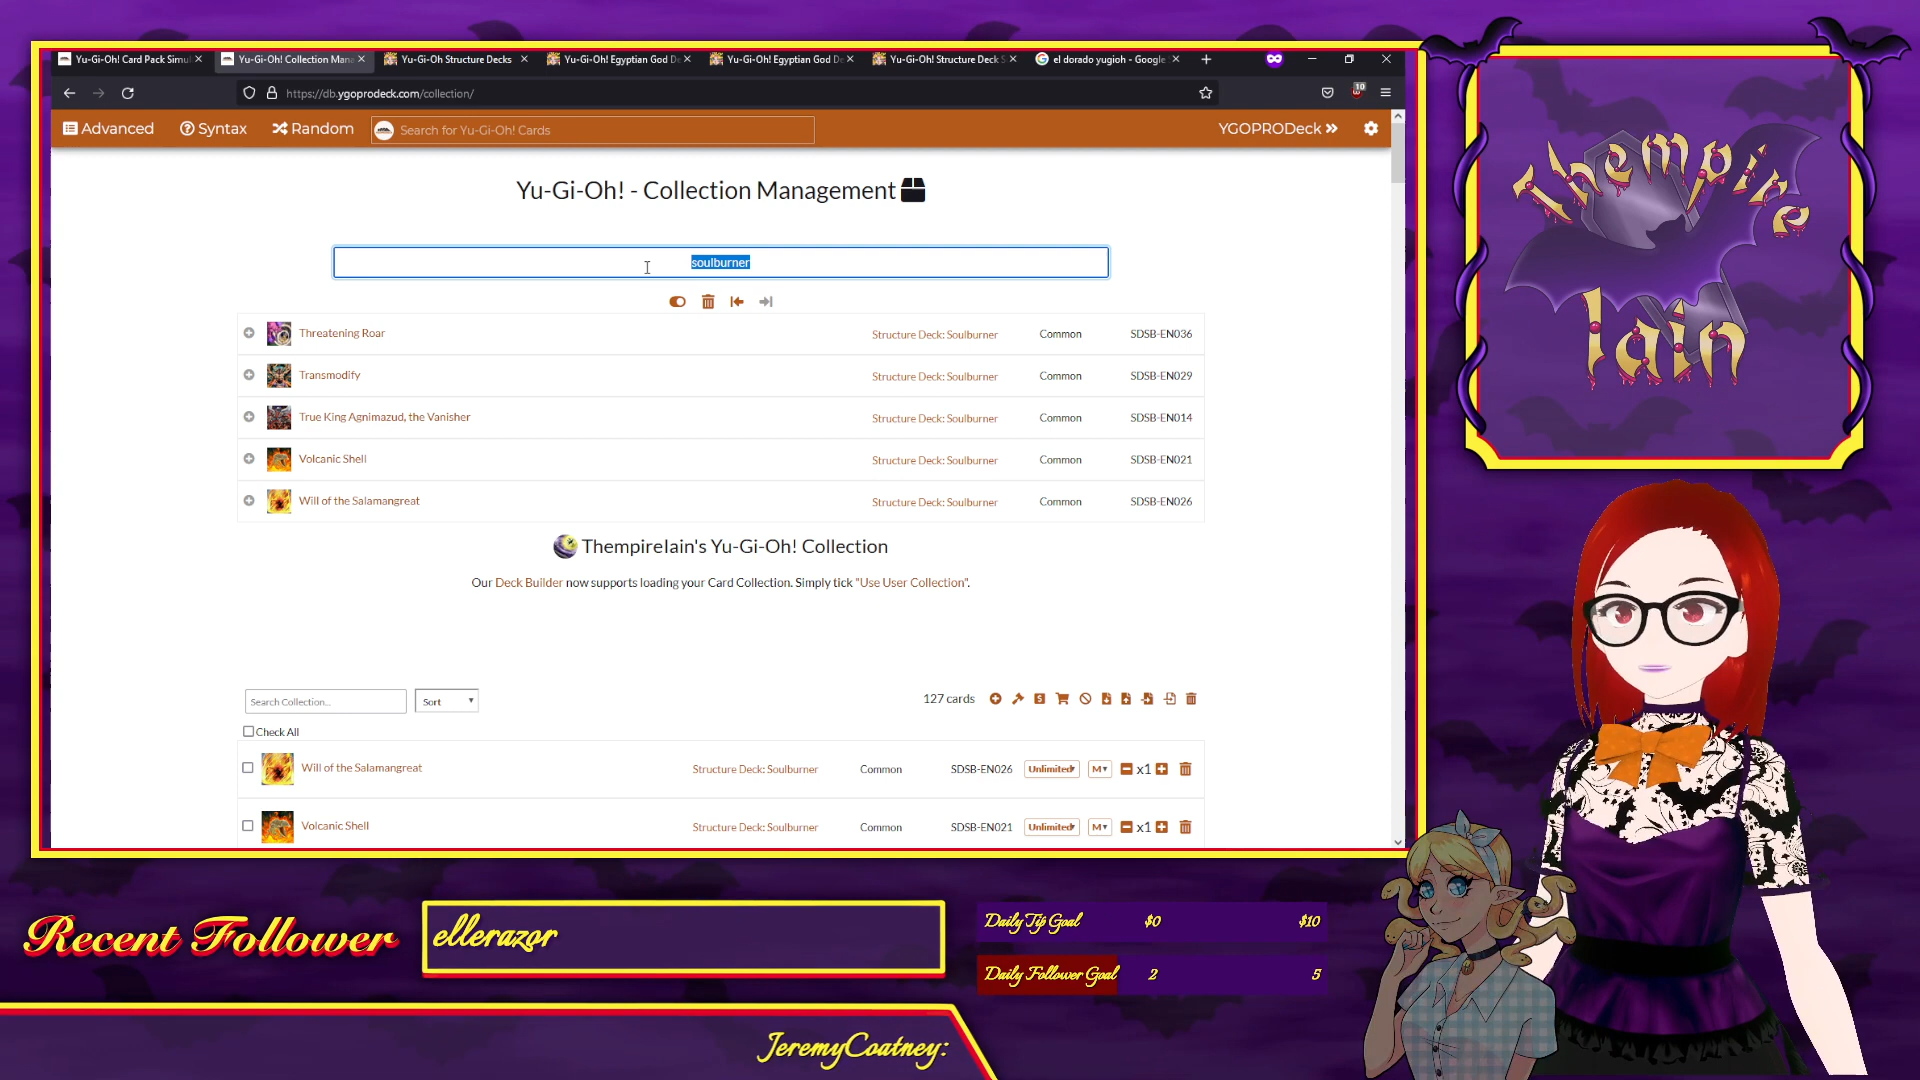 Yu-Gi-Oh! Card Pack Simul
Yu-Gi-Oh! Collection Mana
Yu-Gi-Oh Structure Decks
Yu-Gi-Oh! Egyptian God De
Yu-Gi-Oh! Egyptian God De
Yu-Gi-Oh! Structure Deck S
el dorado yugioh - Google
https://db.ygoprodeck.com/collection/
10
Advanced
Syntax
Random
Search for Yu-Gi-Oh! Cards
YGOPRODeck
Yu-Gi-Oh! - Collection Management
soulburner
Threatening Roar Structure Deck: Soulburner Common SDSB-EN036
Transmodify Structure Deck: Soulburner Common SDSB-EN029
True King Agnimazud, the Vanisher Structure Deck: Soulburner Common SDSB-EN014
Volcanic Shell Structure Deck: Soulburner Common SDSB-EN021
Will of the Salamangreat Structure Deck: Soulburner Common SDSB-EN026
ThempireIain's Yu-Gi-Oh! Collection
Our Deck Builder now supports loading your Card Collection. Simply tick "Use User Collection".
Search Collection...
Sort
127 cards
Check All
Will of the Salamangreat Structure Deck: Soulburner Common SDSB-EN026 Unlimited M x1
Volcanic Shell Structure Deck: Soulburner Common SDSB-EN021 Unlimited M x1
Thempire
Iain
Recent Follower
ellerazor
Daily Tip Goal $0 $10
Daily Follower Goal 2 5
JeremyCoatney: